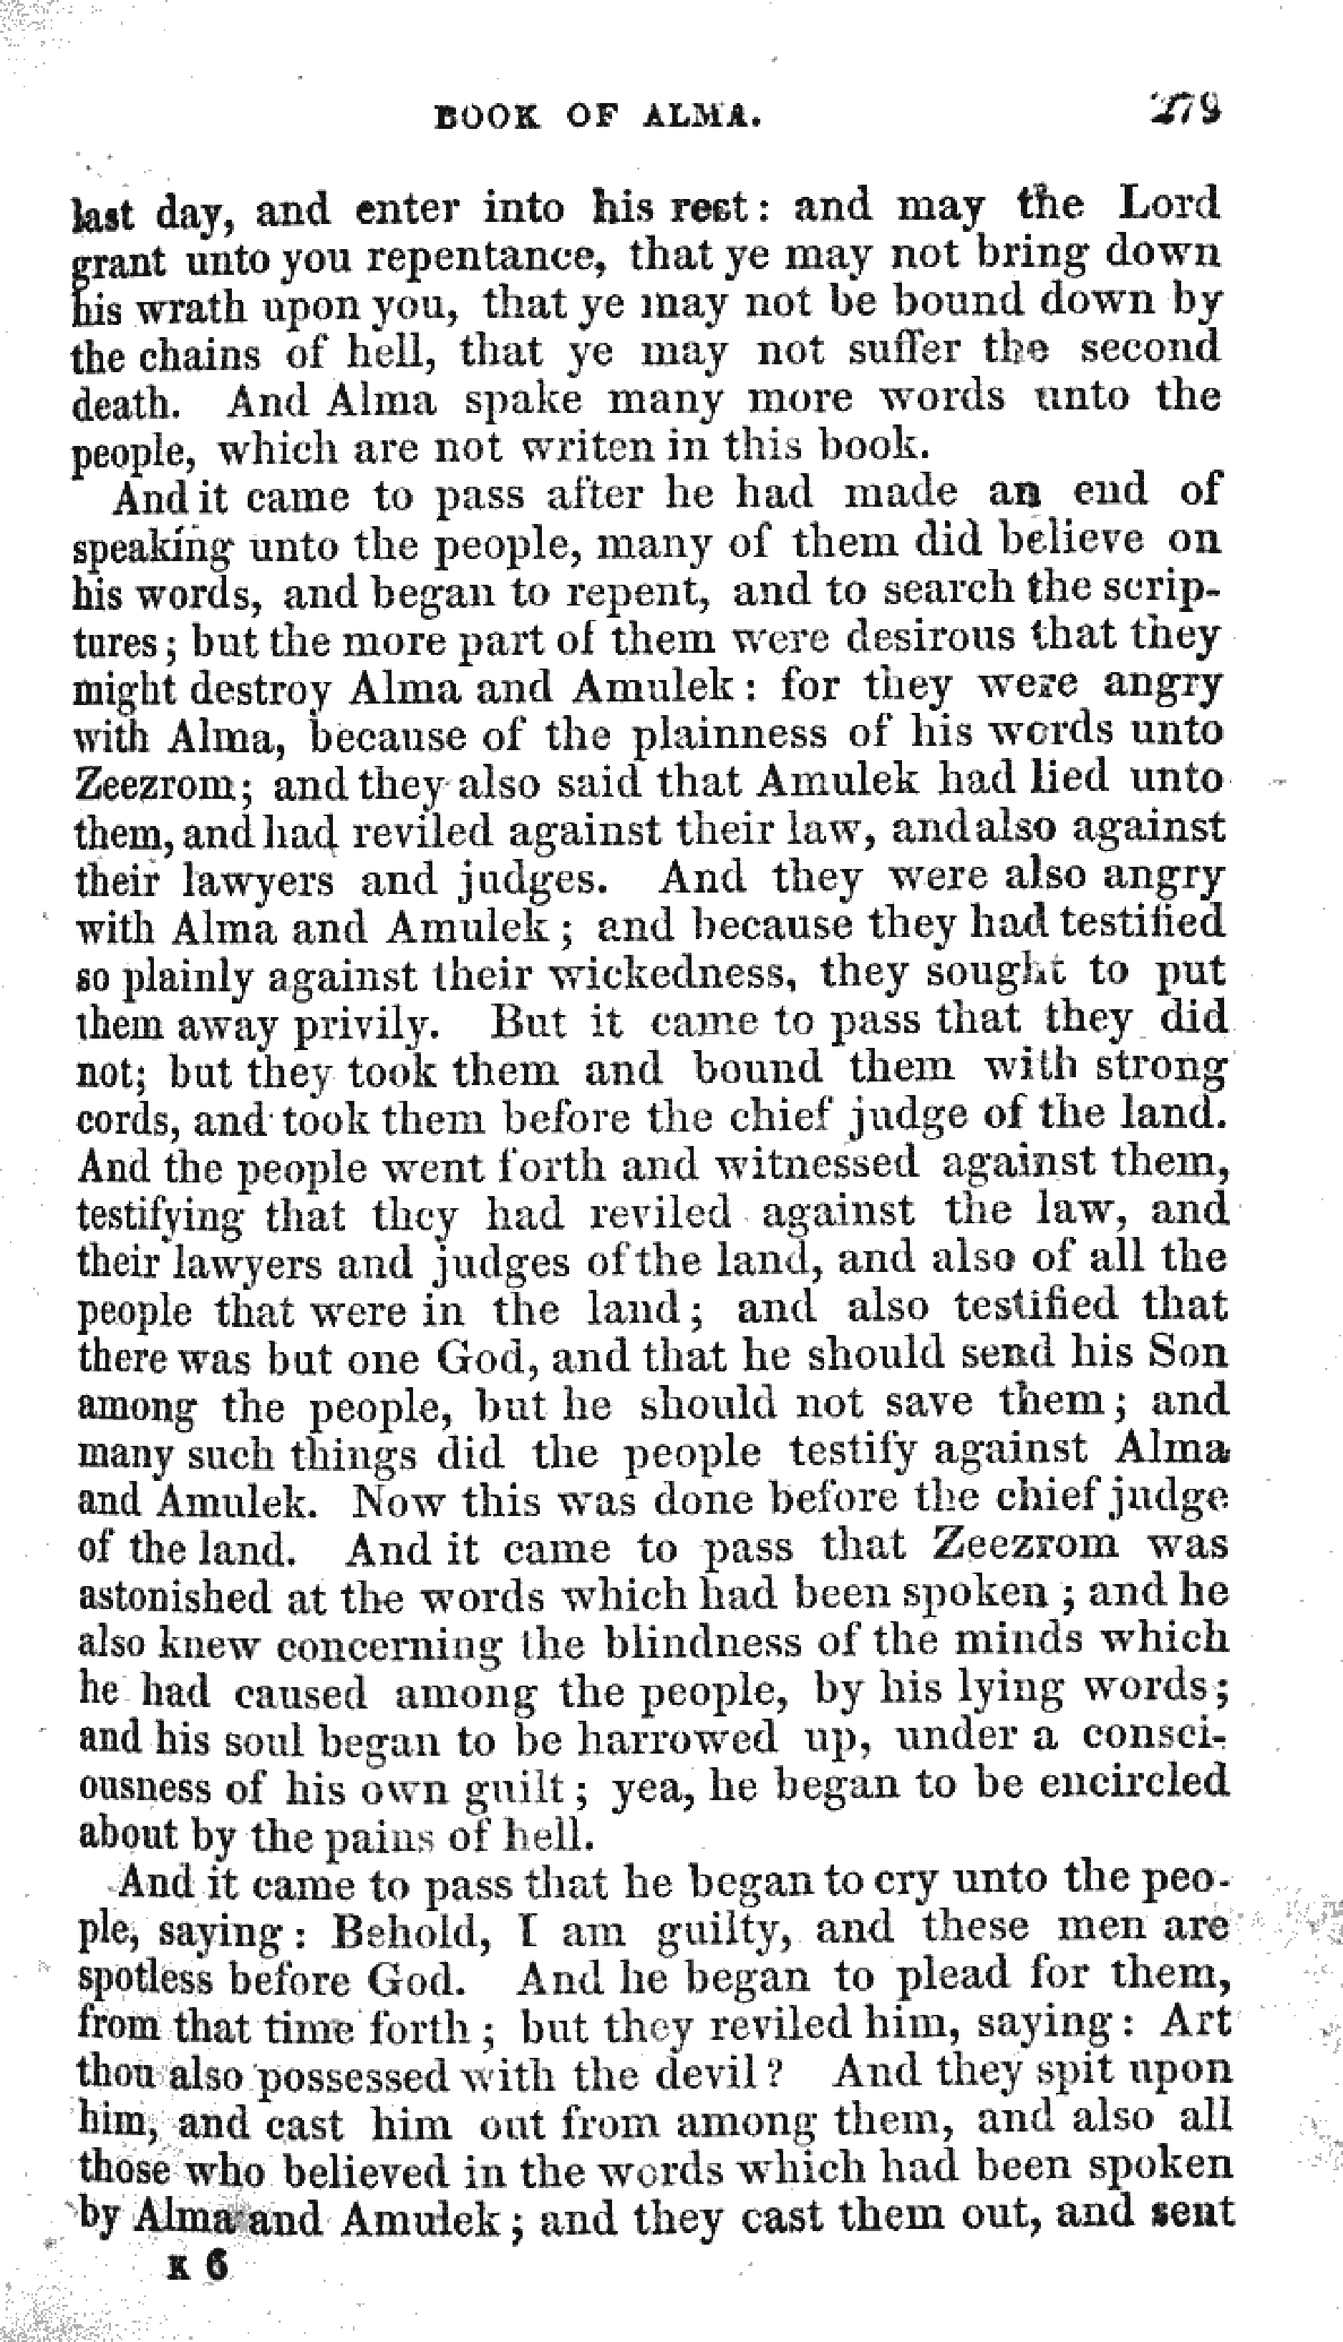 BOOK OF ALMA. 279
last day, and enter into his rest: and may the Lord
grant unto you repentance, that ye may not bring down
his wrath upon you, that ye may not be bound down by
the chains of hell, that ye may not suffer the second
death. And Alma spake many more words unto the
people, which are not writen in this book.
And it came to pass after he had made an end of
speaking unto the people, many of them did believe on
his words, and began to repent, and to search the scrip-
tures; but the more part of them were desirous that they
might destroy Alma and Amulek: for they were angry
with Alma, because of the plainness of his words unto
Zeezrom; and they also said that Amulek had lied unto
them, and had reviled against their law, and also against
their lawyers and judges. And they were also angry
with Alma and Amulek; and because they had testified
so plainly against their wickedness, they sought to put
them away privily. But it came to pass that they did
not; but they took them and bound them with strong
cords, and took them before the chief judge of the land.
And the people went forth and witnessed against them,
testifying that they had reviled against the law, and
their lawyers and judges of the land, and also of all the
people that were in the land; and also testified that
there was but one God, and that he should send his Son
among the people, but he should not save them; and
many such things did the people testify against Alma
and Amulek. Now this was done before the chief judge
of the land. And it came to pass that Zeezrom was
astonished at the words which had been spoken; and he
also knew concerning the blindness of the minds which
he had caused among the people, by his lying words;
and his soul began to be harrowed up, under a consci-
ousness of his own guilt; yea, he began to be encircled
about by the pains of hell.
And it came to pass that he began to cry unto the peo-
ple, saying: Behold, I am guilty, and these men are
spotless before God. And he began to plead for them,
from that time forth; but they reviled him, saying: Art
thou also possessed with the devil? And they spit upon
him, and cast him out from among them, and also all
those who believed in the words which had been spoken
by Alma and Amulek; and they cast them out, and sent
K 6